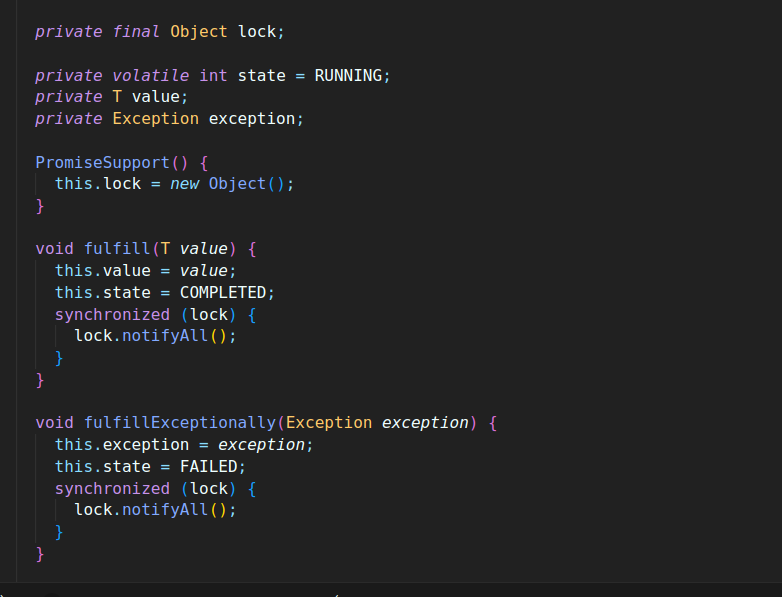 private final Object lock;
private volatile int state = RUNNING;
private T value;
private Exception exception;
PromiseSupport() {
this.lock = new Object();
}
void fulfill(T value) {
this.value = value;
this.state = COMPLETED;
synchronized (lock) {
lock.notifyAll();
}
}
void fulfillExceptionally(Exception exception) {
this.exception = exception;
this.state = FAILED;
synchronized (lock) {
lock.notifyAll();
}
}